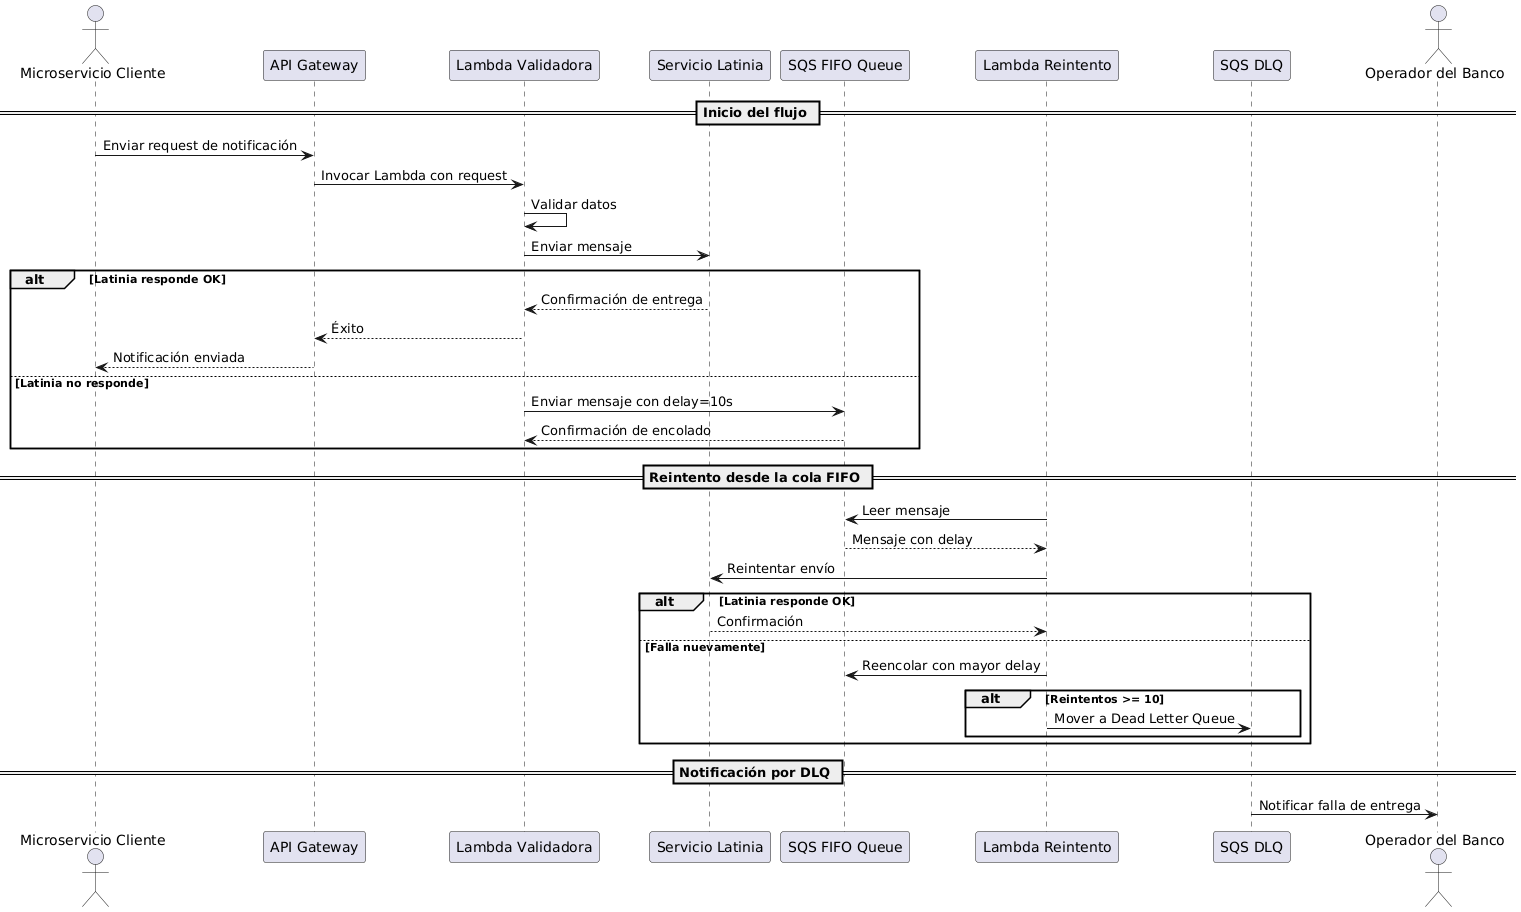 Microservicio Cliente
API Gateway
Lambda Validadora
Servicio Latinia
SQS FIFO Queue
Lambda Reintento
SQS DLQ
Operador del Banco
Inicio del flujo
Enviar request de notificación
Invocar Lambda con request
Validar datos
Enviar mensaje
alt
[Latinia responde OK]
Confirmación de entrega
Éxito
Notificación enviada
[Latinia no responde]
Enviar mensaje con delay=10s
Confirmación de encolado
Reintento desde la cola FIFO
Leer mensaje
Mensaje con delay
Reintentar envío
alt
[Latinia responde OK]
Confirmación
[Falla nuevamente]
Reencolar con mayor delay
alt
[Reintentos >= 10]
Mover a Dead Letter Queue
Notificación por DLQ
Notificar falla de entrega
Microservicio Cliente
API Gateway
Lambda Validadora
Servicio Latinia
SQS FIFO Queue
Lambda Reintento
SQS DLQ
Operador del Banco